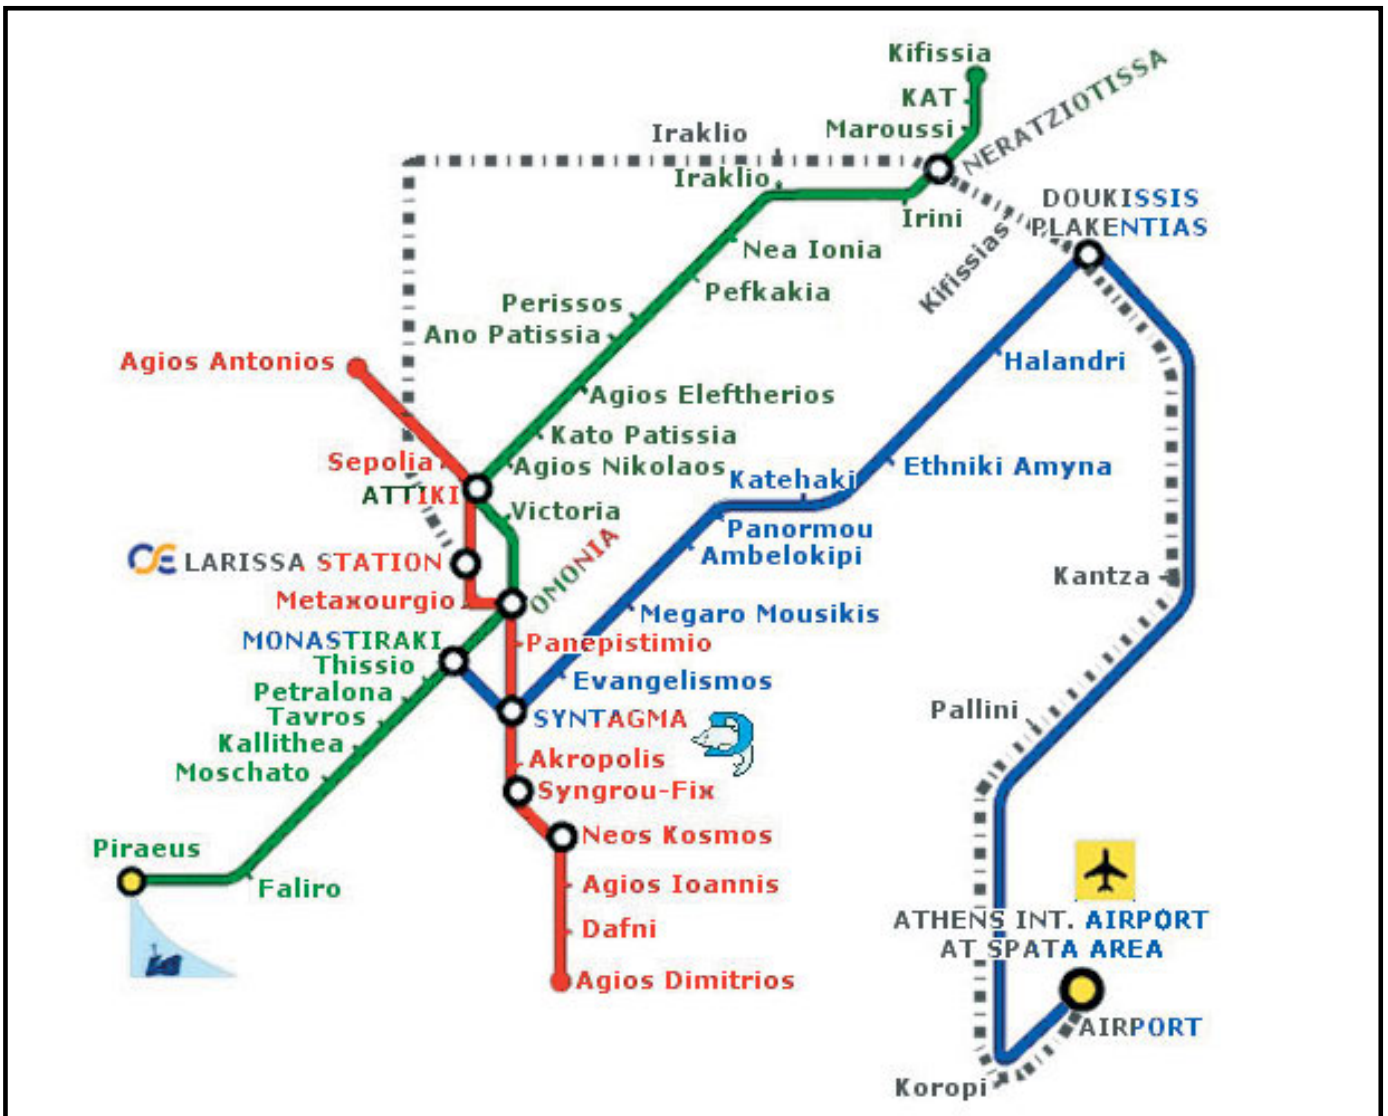 Kifissia
KAT
Maroussi
NERATZIOTISSA
Iraklio
Iraklio
Irini
DOUKISSIS
PLAKENTIAS
Kifissias
Nea Ionia
Pefkakia
Perissos
Ano Patissia
Agios Antonios
Halandri
Agios Eleftherios
Kato Patissia
Sepolia
Agios Nikolaos
Ethniki Amyna
Katehaki
ATTIKI
Victoria
Panormou
Ambelokipi
OMONIA
LARISSA STATION
Kantza
Metaxourgio
Megaro Mousikis
MONASTIRAKI
Panepistimio
Thissio
Evangelismos
Petralona
Pallini
Tavros
SYNTAGMA
Kallithea
Akropolis
Moschato
Syngrou-Fix
Neos Kosmos
Piraeus
Faliro
Agios Ioannis
ATHENS INT. AIRPORT
AT SPATA AREA
Dafni
Agios Dimitrios
AIRPORT
Koropi